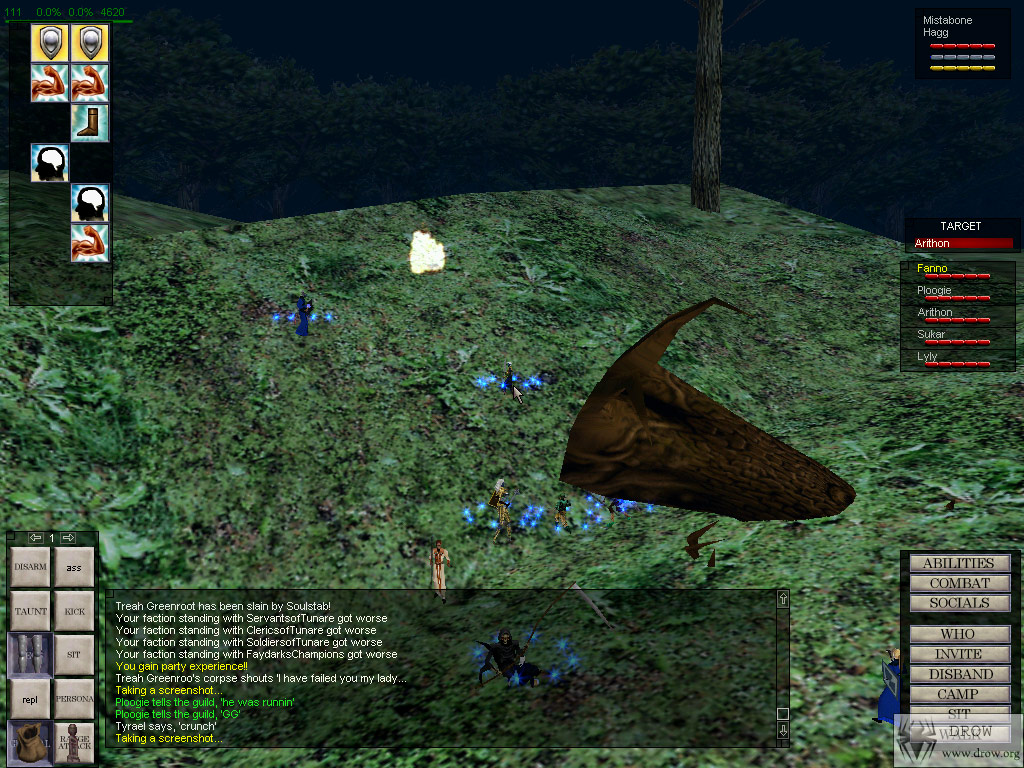 111 0.0% 0.0% 4620
Mistabone
Hagg
TARGET
Arithon
Fanno
Ploogie
Arithon
Sukar
Lyly
1
DISARM
ass
TAUNT
KICK
SIT
repl
PERSONA
RANGE
ATTACK
Treah Greenroot has been slain by Soulstab!
Your faction standing with ServantsofTunare got worse
Your faction standing with ClericsofTunare got worse
Your faction standing with SoldiersofTunare got worse
Your faction standing with FaydarksChampions got worse
You gain party experience!!
Treah Greenroo's corpse shouts 'I have failed you my lady...
Taking a screenshot...
Ploogie tells the guild, 'he was runnin'
Ploogie tells the guild, 'GG'
Tyrael says, 'crunch'
Taking a screenshot...
ABILITIES
COMBAT
SOCIALS
WHO
INVITE
DISBAND
CAMP
SIT
WALK
DROW
www.drow.org